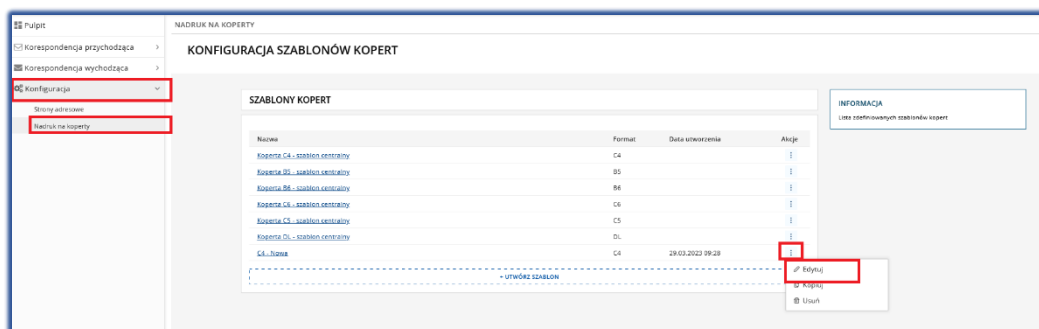 Pulpit
Korespondencja przychodząca
Korespondencja wychodząca
Konfiguracja
Strony adresowe
Nadruk na koperty
NADRUK NA KOPERTY
KONFIGURACJA SZABLONÓW KOPERT
SZABLONY KOPERT
Nazwa Format Data utworzenia Akcje
Koperta C4 - szablon centralny C4
Koperta B5 - szablon centralny B5
Koperta B6 - szablon centralny B6
Koperta C6 - szablon centralny C6
Koperta C5 - szablon centralny C5
Koperta DL - szablon centralny DL
C4 - Nowa C4 29.03.2023 09:28
+ UTWÓRZ SZABLON
Edytuj
Kopiuj
Usuń
INFORMACJA
Lista zdefiniowanych szablonów kopert